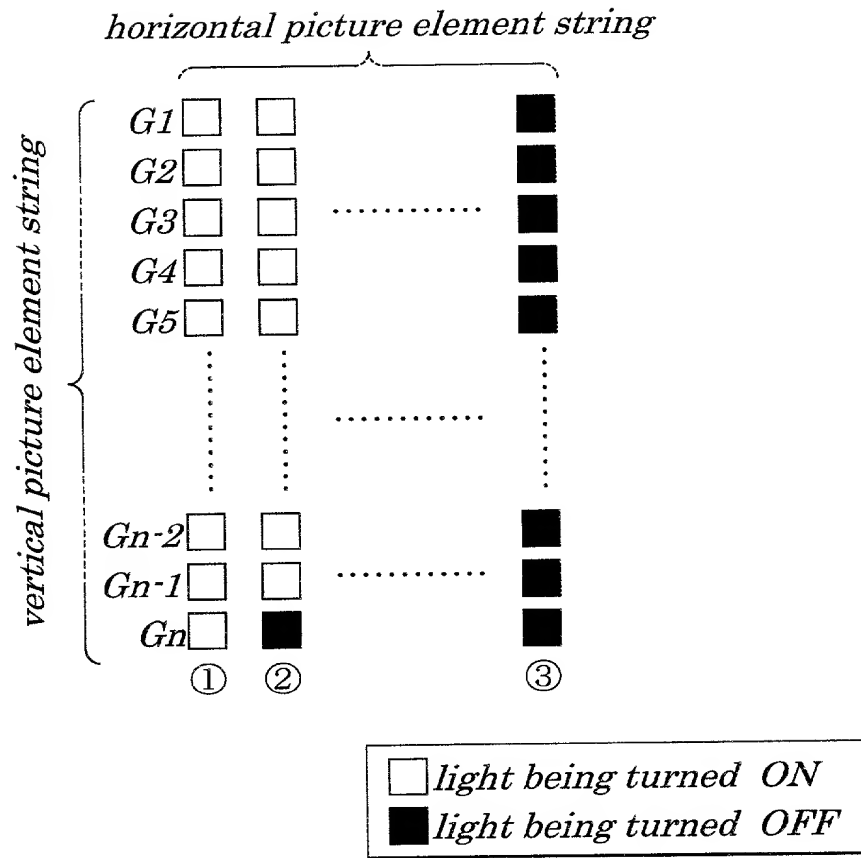 horizontal picture element string
vertical picture element string
G1
G2
G3
G4
G5
Gn-2
Gn-1
Gn
① ② ③
light being turned ON
light being turned OFF